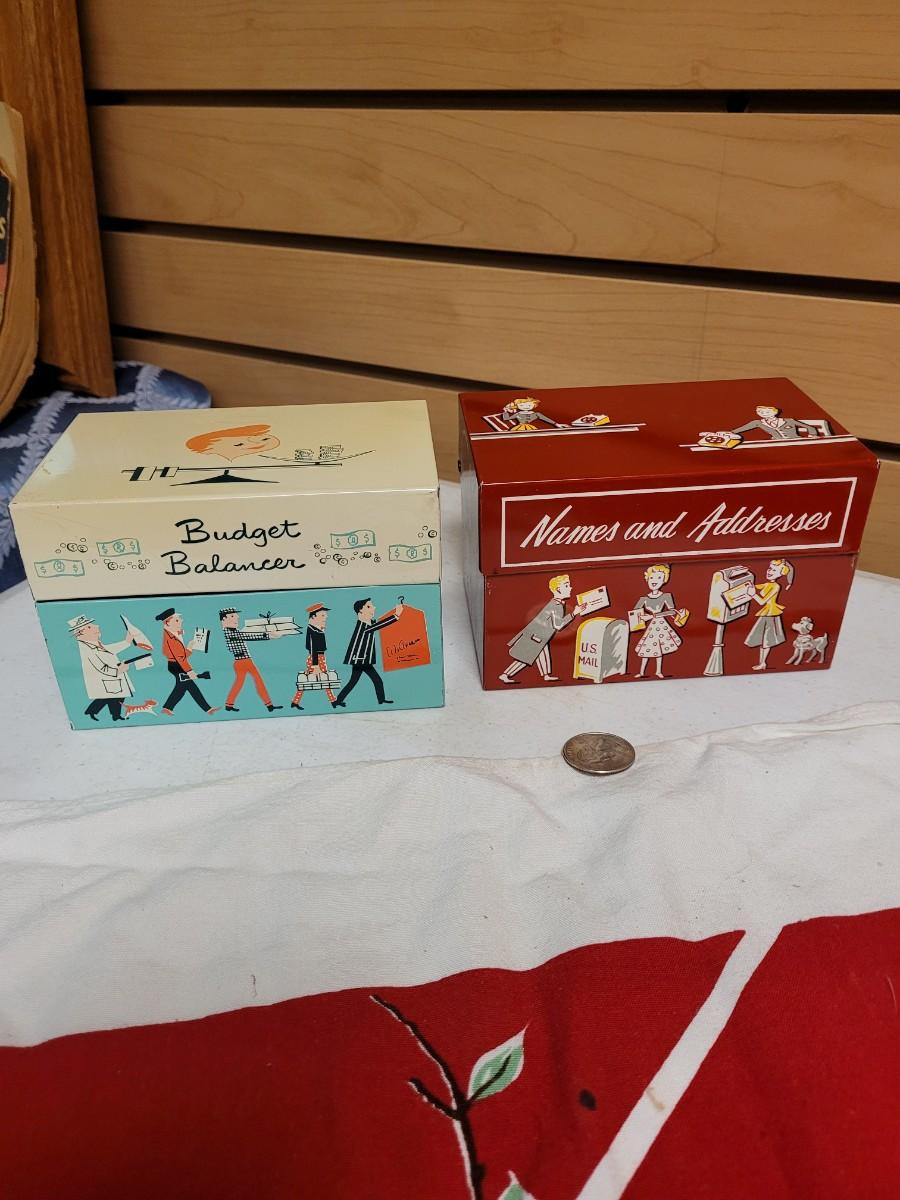 Budget
Balancer
Names and Addresses
U.S.
MAIL